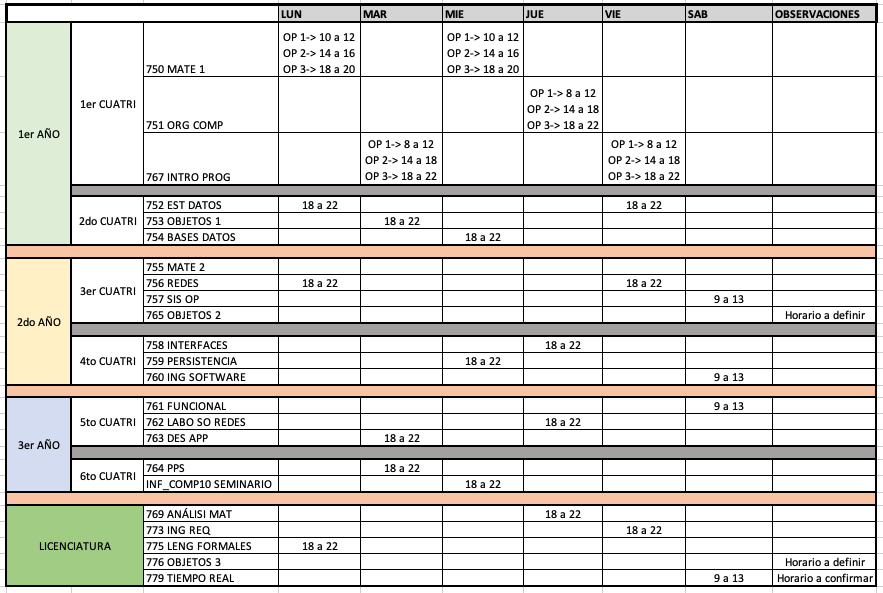 LUN MAR MIE JUE VIE SAB OBSERVACIONES
1er AÑO
1er CUATRI
OP 1-> 10 a 12 OP 1-> 10 a 12
OP 2-> 14 a 16 OP 2-> 14 a 16
750 MATE 1 OP 3-> 18 a 20 OP 3-> 18 a 20
OP 1-> 8 a 12
OP 2-> 14 a 18
751 ORG COMP OP 3-> 18 a 22
OP 1-> 8 a 12 OP 1-> 8 a 12
OP 2-> 14 a 18 OP 2-> 14 a 18
767 INTRO PROG OP 3-> 18 a 22 OP 3-> 18 a 22
2do CUATRI
752 EST DATOS 18 a 22 18 a 22
753 OBJETOS 1 18 a 22
754 BASES DATOS 18 a 22
2do AÑO
3er CUATRI
755 MATE 2
756 REDES 18 a 22 18 a 22
757 SIS OP 9 a 13
765 OBJETOS 2 Horario a definir
4to CUATRI
758 INTERFACES 18 a 22
759 PERSISTENCIA 18 a 22
760 ING SOFTWARE 9 a 13
3er AÑO
5to CUATRI
761 FUNCIONAL 9 a 13
762 LABO SO REDES 18 a 22
763 DES APP 18 a 22
6to CUATRI
764 PPS 18 a 22
INF_COMP10 SEMINARIO 18 a 22
LICENCIATURA
769 ANÁLISI MAT 18 a 22
773 ING REQ 18 a 22
775 LENG FORMALES 18 a 22
776 OBJETOS 3 Horario a definir
779 TIEMPO REAL 9 a 13 Horario a confirmar